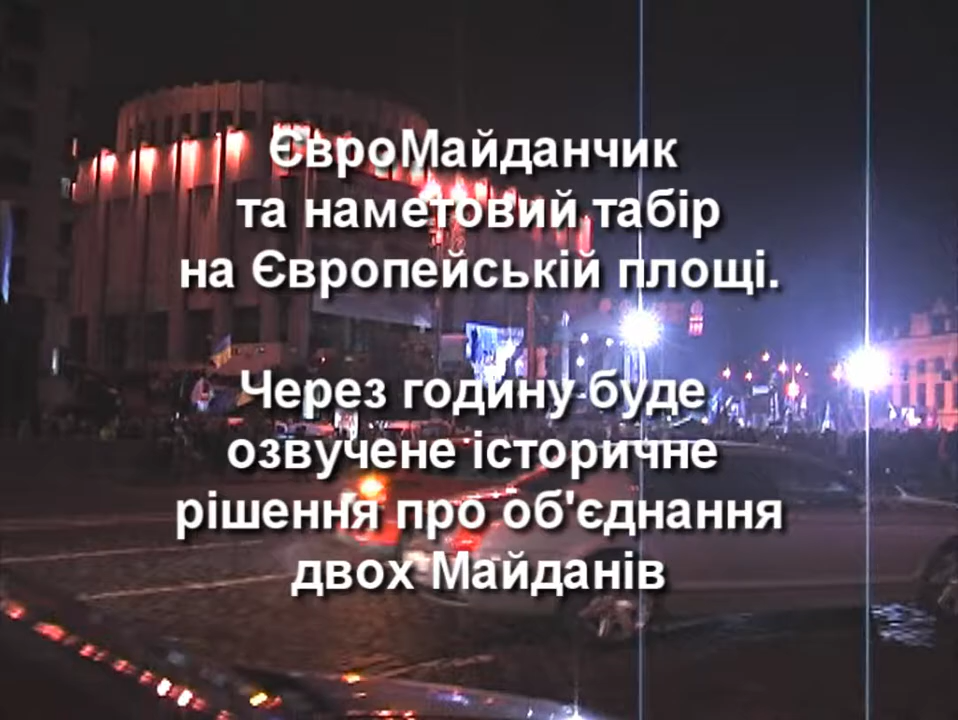 ЄвроМайданчик
та наметовий табір
на Європейській площі.
Через годину буде
озвучене історичне
рішення про об'єднання
двох Майданів